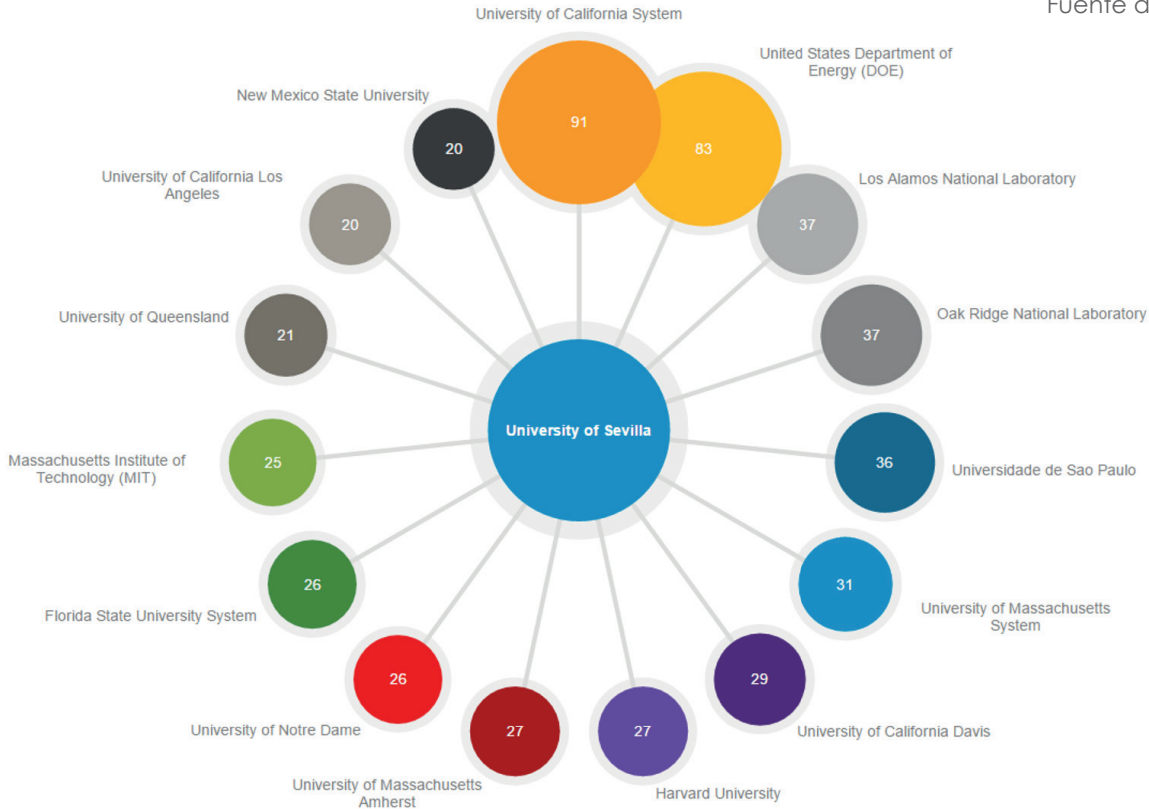 Fuente d
University of California System
91
United States Department of
Energy (DOE)
83
Los Alamos National Laboratory
37
Oak Ridge National Laboratory
37
Universidade de Sao Paulo
36
University of Massachusetts
System
31
University of California Davis
29
Harvard University
27
University of Massachusetts
Amherst
27
University of Notre Dame
26
Florida State University System
26
Massachusetts Institute of
Technology (MIT)
25
University of Queensland
21
University of California Los
Angeles
20
New Mexico State University
20
University of Sevilla